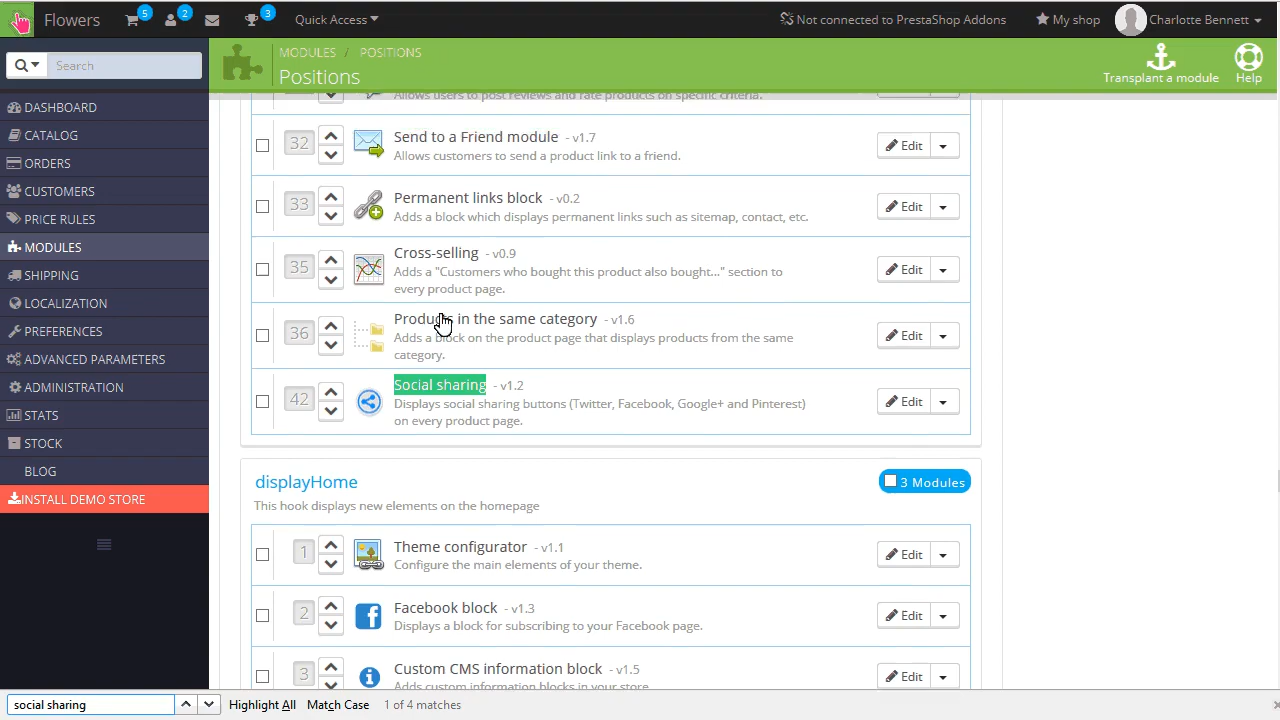 Flowers 5 2 3 Quick Access Not connected to PrestaShop Addons My shop Charlotte Bennett
MODULES / POSITIONS
Positions
Transplant a module Help
Search
DASHBOARD
CATALOG
ORDERS
CUSTOMERS
PRICE RULES
MODULES
SHIPPING
LOCALIZATION
PREFERENCES
ADVANCED PARAMETERS
ADMINISTRATION
STATS
STOCK
BLOG
INSTALL DEMO STORE
Allows users to post reviews and rate products on specific criteria.
32 Send to a Friend module - v1.7 Edit
Allows customers to send a product link to a friend.
33 Permanent links block - v0.2 Edit
Adds a block which displays permanent links such as sitemap, contact, etc.
35 Cross-selling - v0.9 Edit
Adds a "Customers who bought this product also bought..." section to
every product page.
36 Products in the same category - v1.6 Edit
Adds a block on the product page that displays products from the same
category.
42 Social sharing - v1.2 Edit
Displays social sharing buttons (Twitter, Facebook, Google+ and Pinterest)
on every product page.
displayHome 3 Modules
This hook displays new elements on the homepage
1 Theme configurator - v1.1 Edit
Configure the main elements of your theme.
2 Facebook block - v1.3 Edit
Displays a block for subscribing to your Facebook page.
3 Custom CMS information block - v1.5 Edit
Adds custom information blocks in your store.
social sharing Highlight All Match Case 1 of 4 matches